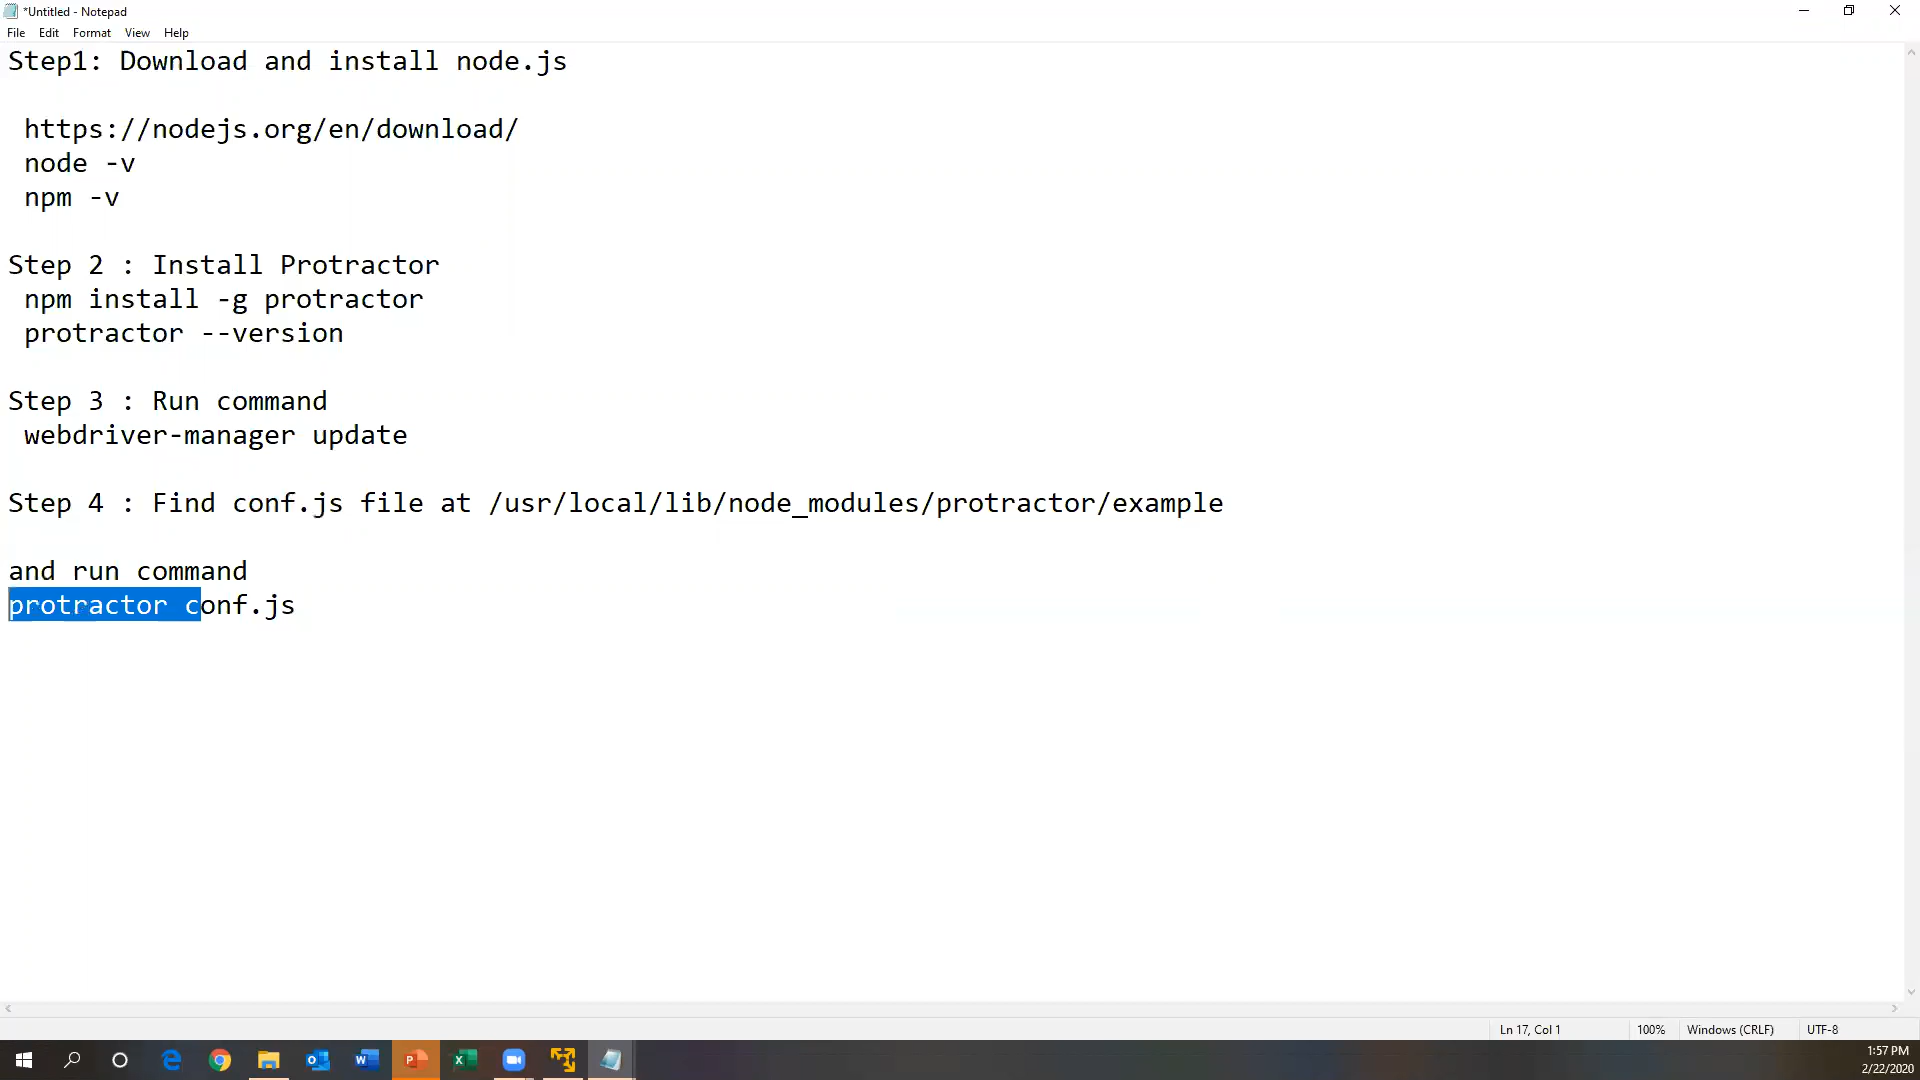 *Untitled - Notepad
File Edit Format View Help
Step1: Download and install node.js
https://nodejs.org/en/download/
node -v
npm -v
Step 2 : Install Protractor
npm install -g protractor
protractor --version
Step 3 : Run command
webdriver-manager update
Step 4 : Find conf.js file at /usr/local/lib/node_modules/protractor/example
and run command
protractor conf.js
Ln 17, Col 1 100% Windows (CRLF) UTF-8
1:57 PM
2/22/2020